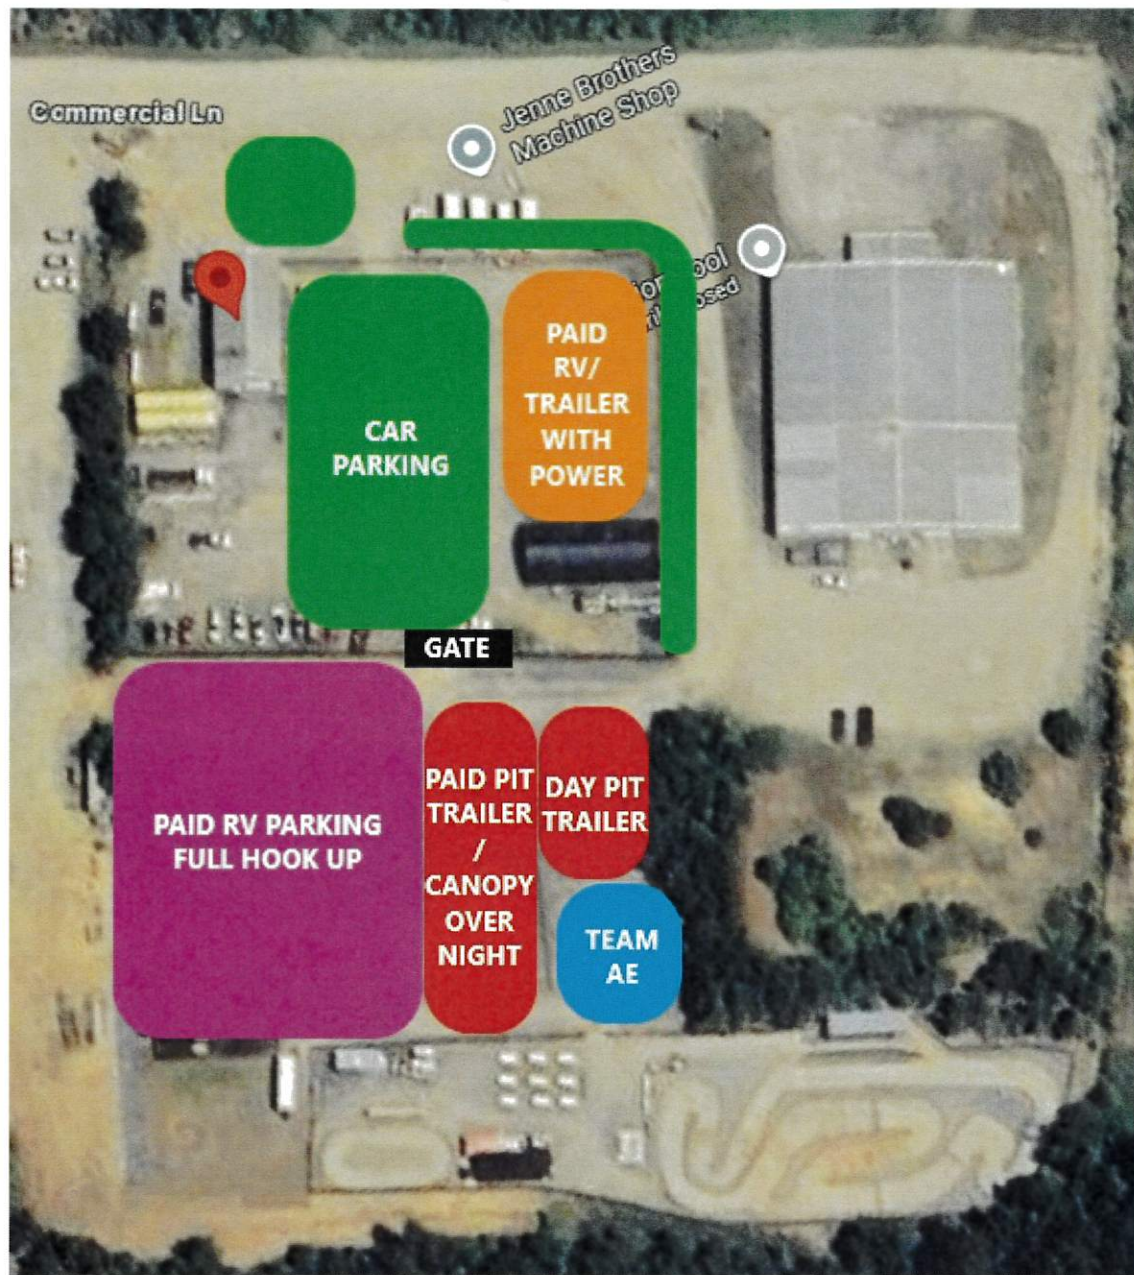 Commercial Ln
Jenne Brothers
Machine Shop
PAID
RV/
TRAILER
WITH
POWER
CAR
PARKING
GATE
PAID RV PARKING
FULL HOOK UP
PAID PIT
TRAILER
/
CANOPY
OVER
NIGHT
DAY PIT
TRAILER
TEAM
AE